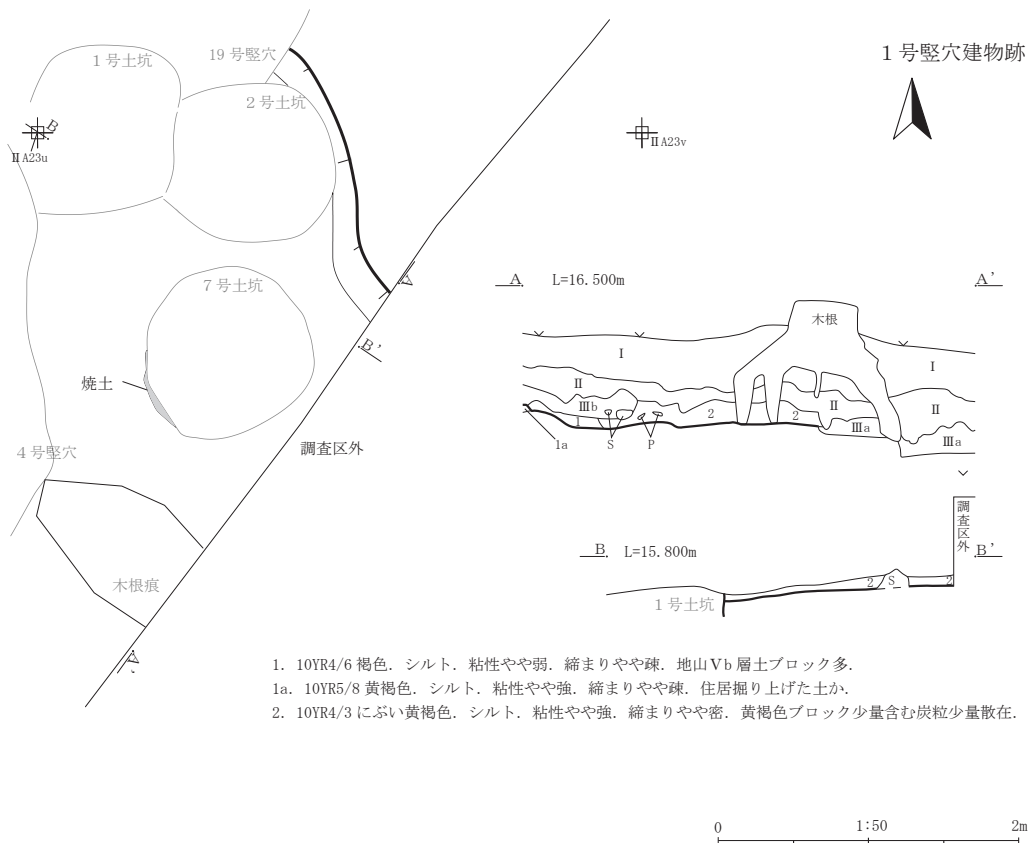 1号竪穴建物跡
19号竪穴
1号土坑
2号土坑
B
ⅡA23u
ⅡA23v
7号土坑
A
B'
焼土
調査区外
4号竪穴
木根痕
A'
A L=16.500m A'
木根
Ⅰ
Ⅰ
Ⅱ
Ⅲb
2
2
Ⅱ
Ⅱ
1
Ⅲa
Ⅲa
1a
S
P
調査区外
B L=15.800m B'
2
S
2
1号土坑
1. 10YR4/6 褐色. シルト. 粘性やや弱. 締まりやや疎. 地山Ⅴb層土ブロック多.
1a. 10YR5/8 黄褐色. シルト. 粘性やや強. 締まりやや疎. 住居掘り上げた土か.
2. 10YR4/3 にぶい黄褐色. シルト. 粘性やや強. 締まりやや密. 黄褐色ブロック少量含む炭粒少量散在.
0 1:50 2m